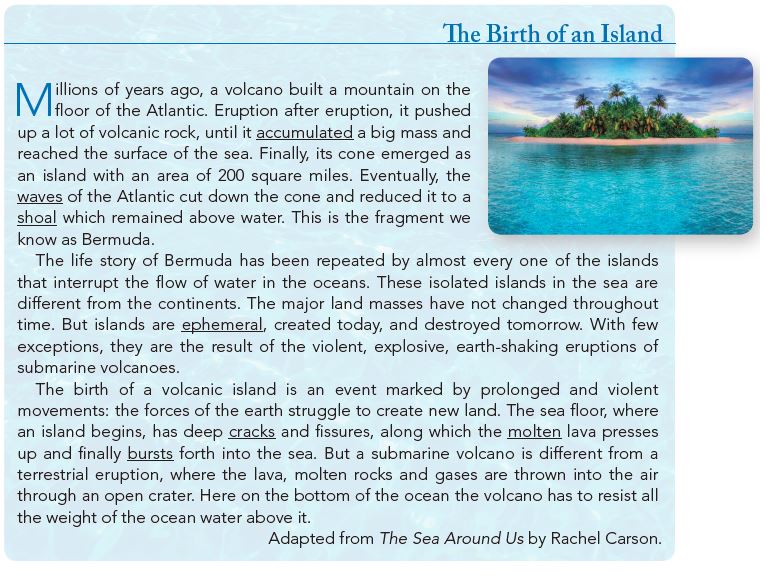 The Birth of an Island
Millions of years ago, a volcano built a mountain on the
floor of the Atlantic. Eruption after eruption, it pushed
up a lot of volcanic rock, until it accumulated a big mass and
reached the surface of the sea. Finally, its cone emerged as
an island with an area of 200 square miles. Eventually, the
waves of the Atlantic cut down the cone and reduced it to a
shoal which remained above water. This is the fragment we
know as Bermuda.
The life story of Bermuda has been repeated by almost every one of the islands
that interrupt the flow of water in the oceans. These isolated islands in the sea are
different from the continents. The major land masses have not changed throughout
time. But islands are ephemeral, created today, and destroyed tomorrow. With few
exceptions, they are the result of the violent, explosive, earth-shaking eruptions of
submarine volcanoes.
The birth of a volcanic island is an event marked by prolonged and violent
movements: the forces of the earth struggle to create new land. The sea floor, where
an island begins, has deep cracks and fissures, along which the molten lava presses
up and finally bursts forth into the sea. But a submarine volcano is different from a
terrestrial eruption, where the lava, molten rocks and gases are thrown into the air
through an open crater. Here on the bottom of the ocean the volcano has to resist all
the weight of the ocean water above it.
Adapted from The Sea Around Us by Rachel Carson.